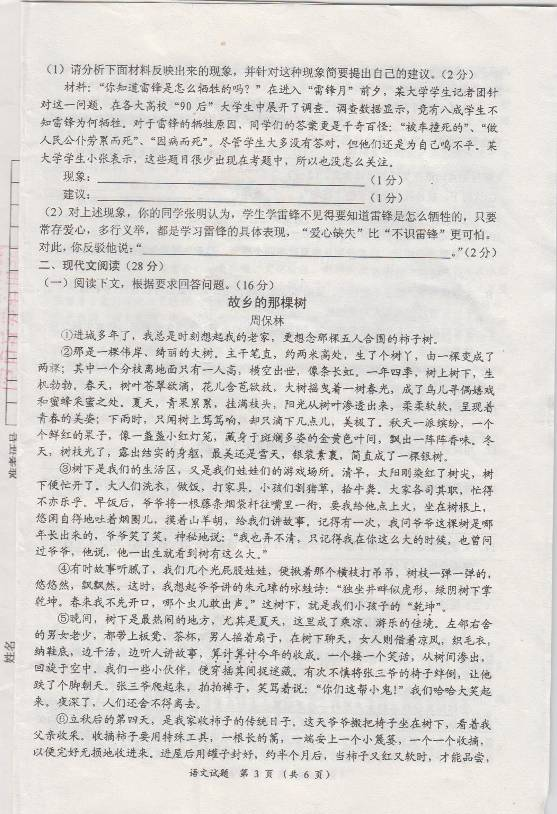 （1）请分析下面材料反映出来的现象，并针对这种现象简要提出自己的建议。（2分）
材料：“你知道雷锋是怎么牺牲的吗？”在进入“雷锋月”前夕，某大学学生记者团针
对这一问题，在各大高校“90后”大学生中展开了调查。调查数据显示，竟有八成学生不
知雷锋为何牺牲。对于雷锋的牺牲原因，同学们的答案更是千奇百怪：“被车撞死的”、“做
人民公仆劳累而死”、“因病而死”。尽管学生大多没有答对，但他们还是为自己鸣不平。某
大学学生小张表示，这些题目很少出现在考题中，所以也没怎么关注。
现象：（1分）
建议：（1分）
（2）对上述现象，你的同学张明认为，学生学雷锋不见得要知道雷锋是怎么牺牲的，只要
常存爱心，多行义举，都是学习雷锋的具体表现，“爱心缺失”比“不识雷锋”更可怕。
对此，你反驳他说：“。”（2分）
二、现代文阅读（28分）
（一）阅读下文，根据要求回答问题。（16分）
故乡的那棵树
周保林
①进城多年了，我总是时刻想起我的老家，更想念那棵五人合围的柿子树。
②那是一棵伟岸、绮丽的大树。主干笔直，约两米高处，生了个树丫，由一棵变成了
两棵；其中一个分枝离地面只有一人高，横空出世，像条长虹。一年四季，树上树下，生
机勃勃。春天，树叶苍翠欲滴，花儿含苞欲放，大树摇曳着一树春光，成了鸟儿寻偶嬉戏
和蜜蜂采蜜之处。夏天，青果累累，挂满枝头，阳光从树叶渗透出来，柔柔软软，呈现着
青春的美姿；下雨时，只闻树上笃笃响，却只滴下几点儿，美极了。秋天一派缤纷，一个
个鲜红的果子，像一盏盏小红灯笼，藏身于斑斓多姿的金黄色叶间，飘出一阵阵香味。冬
天，树枝光了，露出结实的身躯，最美还是雪天，银装素裹，简直成了一棵银树。
③树下是我们的生活区，又是我们娃娃们的游戏场所。清早，太阳刚染红了树尖，树
下便忙开了。大人们洗衣，做饭，打家具。小孩们割猪草，拾牛粪。大家各司其职，忙得
不亦乐乎。早饭后，爷爷将一根藤条烟袋杆往嘴里一衔，要我给他点上火，坐在树根上，
悠闲自得地吐着烟圈儿，摸着山羊胡，给我们讲故事，记得有一次，我问爷爷这棵树是哪
年长出来的，爷爷笑了笑，神秘地说：“我也弄不清，只记得我在你这么大的时候，也曾问
过爷爷，他说，他一出生就看到树有这么大。”
④有时故事听腻了，我们几个光屁股娃娃，便揪着那个横枝打吊吊，树枝一弹一弹的，
悠悠然，飘飘然。这时，我想起爷爷讲的朱元璋的咏蛙诗：“独坐井畔似虎形，绿荫树下掌
乾坤。春来我不先开口，哪个虫儿敢出声。”这树下，就是我们小孩子的“乾坤”。
⑤晚间，树下是最热闹的地方，尤其是夏天，这里成了乘凉、游乐的佳境。左邻右舍
的男女老少，都带上板凳、茶杯，男人摇着扇子，在树下聊天，女人则借着凉风，织毛衣，
纳鞋底，边干活，边听人讲故事，算计算计今年的收成。一个接一个笑话，从树间渗出，
回旋于空中。我们一些小伙伴，便穿插其间捉迷藏。有次不慎将张三爷的椅子绊倒，让他
跌了个脚朝天。张三爷爬起来，拍拍裤子，笑骂着说：“你们这帮小鬼！”我们哈哈大笑起
来。夜深了，人们还舍不得离去。
⑥立秋后的第四天，是我家收柿子的传统日子，这天爷爷搬把椅子坐在树下，看着我
父亲收采。收摘柿子要用特殊工具，一根长的蒿，一端安上一个小篾篓，一个一个收摘，
以便完好无损地收进来。进屋后用罐子封好，约半个月后，当柿子又红又软时，才能品尝，
语文试题 第 3 页（共 6 页）
准考证号
姓名